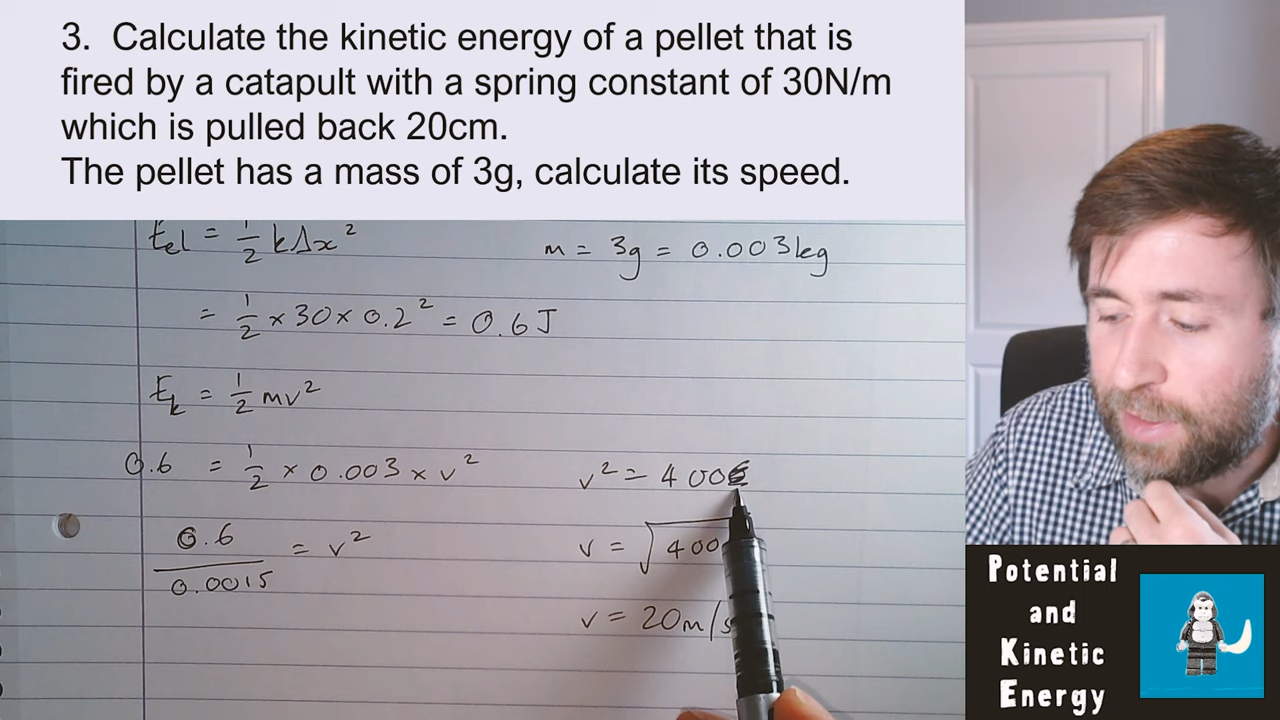 3. Calculate the kinetic energy of a pellet that is
fired by a catapult with a spring constant of 30N/m
which is pulled back 20cm.
The pellet has a mass of 3g, calculate its speed.
Eel = 1/2 kΔx²
m = 3g = 0.003kg
= 1/2 × 30 × 0.2² = 0.6J
Ek = 1/2 mv²
0.6 = 1/2 × 0.003 × v²
v² = 400
0.6/0.0015 = v²
v = √400
v = 20m/s
Potential
and
Kinetic
Energy